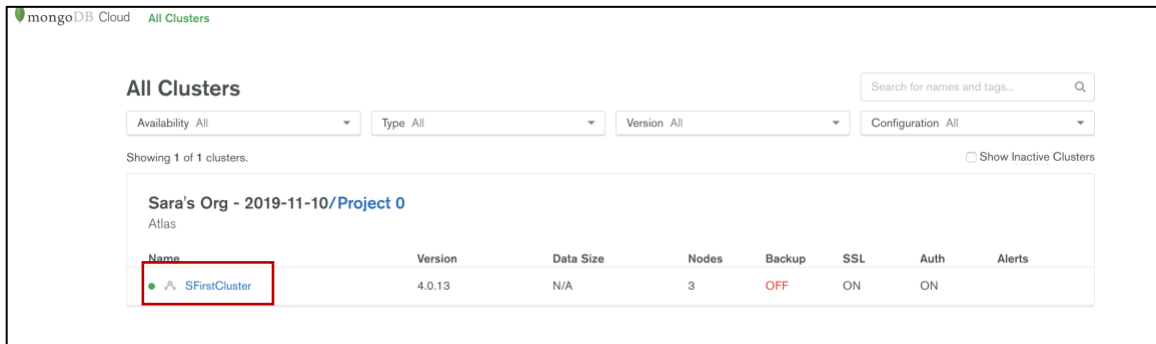 mongoDB Cloud All Clusters
All Clusters
Search for names and tags...
Availability All Type All Version All Configuration All
Showing 1 of 1 clusters. Show Inactive Clusters
Sara's Org - 2019-11-10/Project 0
Atlas
Name Version Data Size Nodes Backup SSL Auth Alerts
SFirstCluster 4.0.13 N/A 3 OFF ON ON